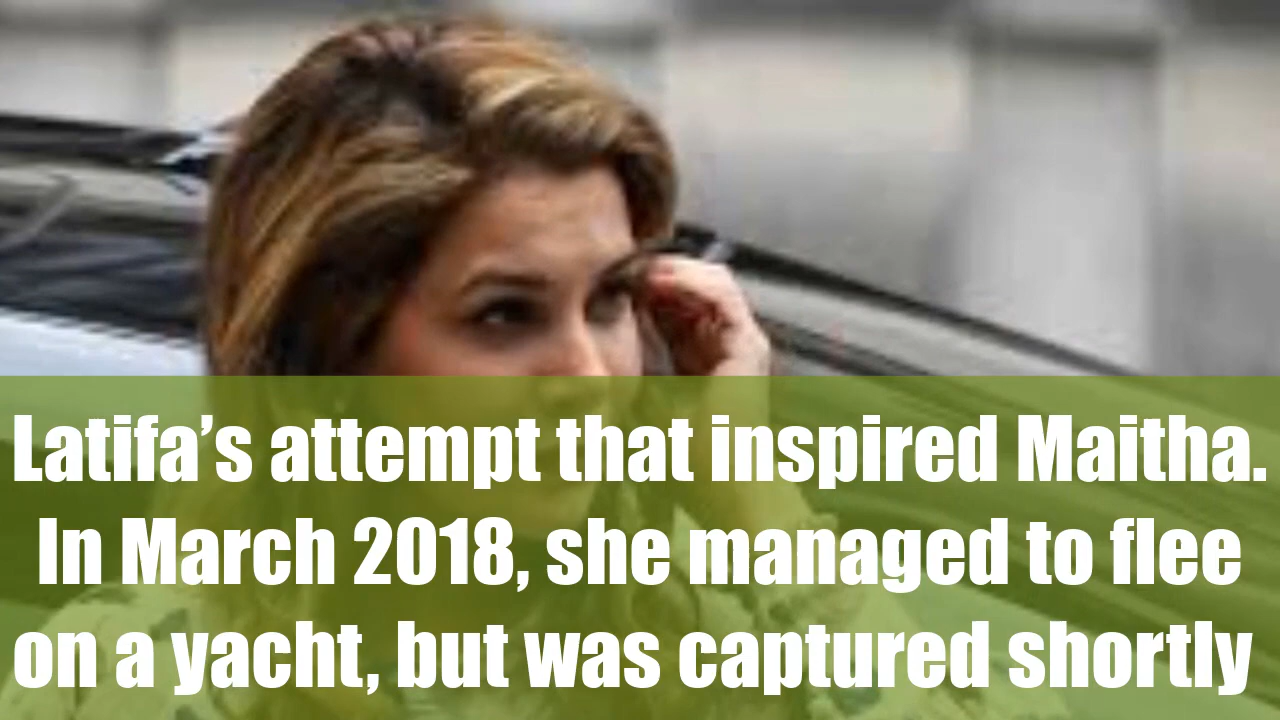 Latifa’s attempt that inspired Maitha.
In March 2018, she managed to flee
on a yacht, but was captured shortly